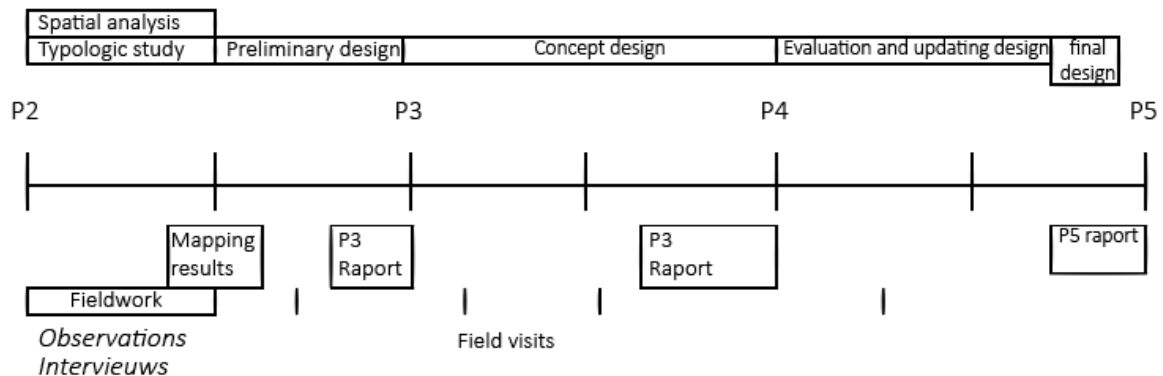 Spatial analysis
Typologic study
Preliminary design
Concept design
Evaluation and updating design
final
design
P2
P3
P4
P5
Mapping
results
P3
Raport
P3
Raport
P5 raport
Fieldwork
Observations
Intervieuws
Field visits